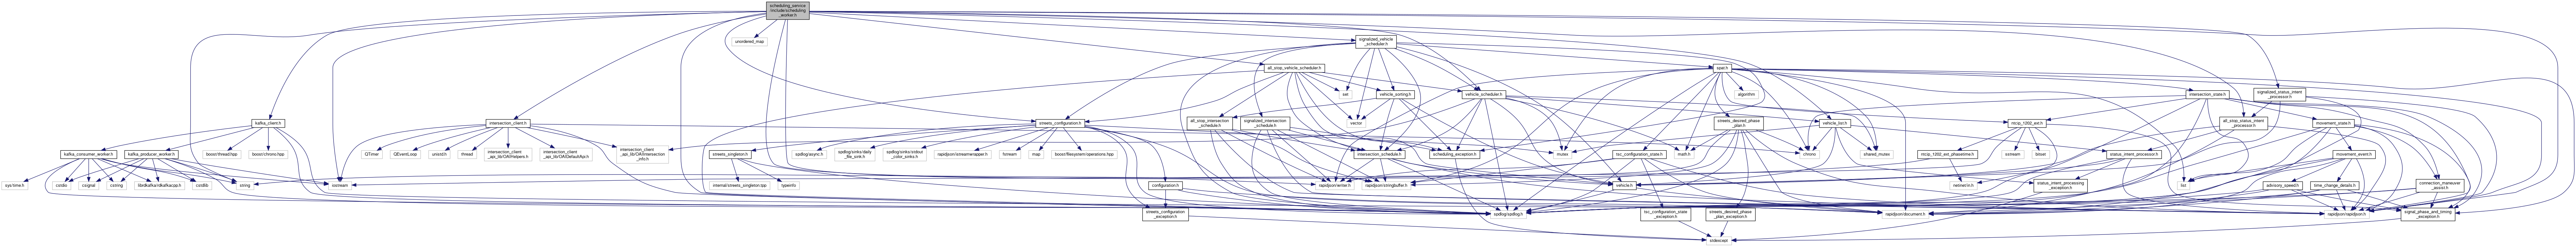 scheduling_service
/include/scheduling
_worker.h
unordered_map
signalized_vehicle
_scheduler.h
all_stop_vehicle_scheduler.h
spat.h
set
vehicle_sorting.h
vehicle_scheduler.h
algorithm
intersection_state.h
signalized_status_intent
_processor.h
kafka_client.h
intersection_client.h
streets_configuration.h
all_stop_intersection
_schedule.h
signalized_intersection
_schedule.h
vector
streets_desired_phase
_plan.h
vehicle_list.h
ntcip_1202_ext.h
movement_state.h
all_stop_status_intent
_processor.h
kafka_consumer_worker.h
kafka_producer_worker.h
boost/thread.hpp
boost/chrono.hpp
QTimer
QEventLoop
unistd.h
thread
intersection_client
_api_lib/OAIHelpers.h
intersection_client
_api_lib/OAIDefaultApi.h
intersection_client
_api_lib/OAIIntersection
_info.h
streets_singleton.h
spdlog/async.h
spdlog/sinks/daily
_file_sink.h
spdlog/sinks/stdout
_color_sinks.h
rapidjson/istreamwrapper.h
fstream
map
boost/filesystem/operations.hpp
mutex
intersection_schedule.h
scheduling_exception.h
math.h
chrono
tsc_configuration_state.h
shared_mutex
ntcip_1202_ext_phasetime.h
sstream
bitset
status_intent_processor.h
movement_event.h
sys/time.h
cstdio
csignal
cstring
librdkafka/rdkafkacpp.h
cstdlib
string
iostream
internal/streets_singleton.tpp
typeinfo
configuration.h
rapidjson/writer.h
rapidjson/stringbuffer.h
vehicle.h
netinet/in.h
status_intent_processing
_exception.h
list
advisory_speed.h
time_change_details.h
connection_maneuver
_assist.h
streets_configuration
_exception.h
spdlog/spdlog.h
tsc_configuration_state
_exception.h
streets_desired_phase
_plan_exception.h
rapidjson/document.h
rapidjson/rapidjson.h
signal_phase_and_timing
_exception.h
stdexcept